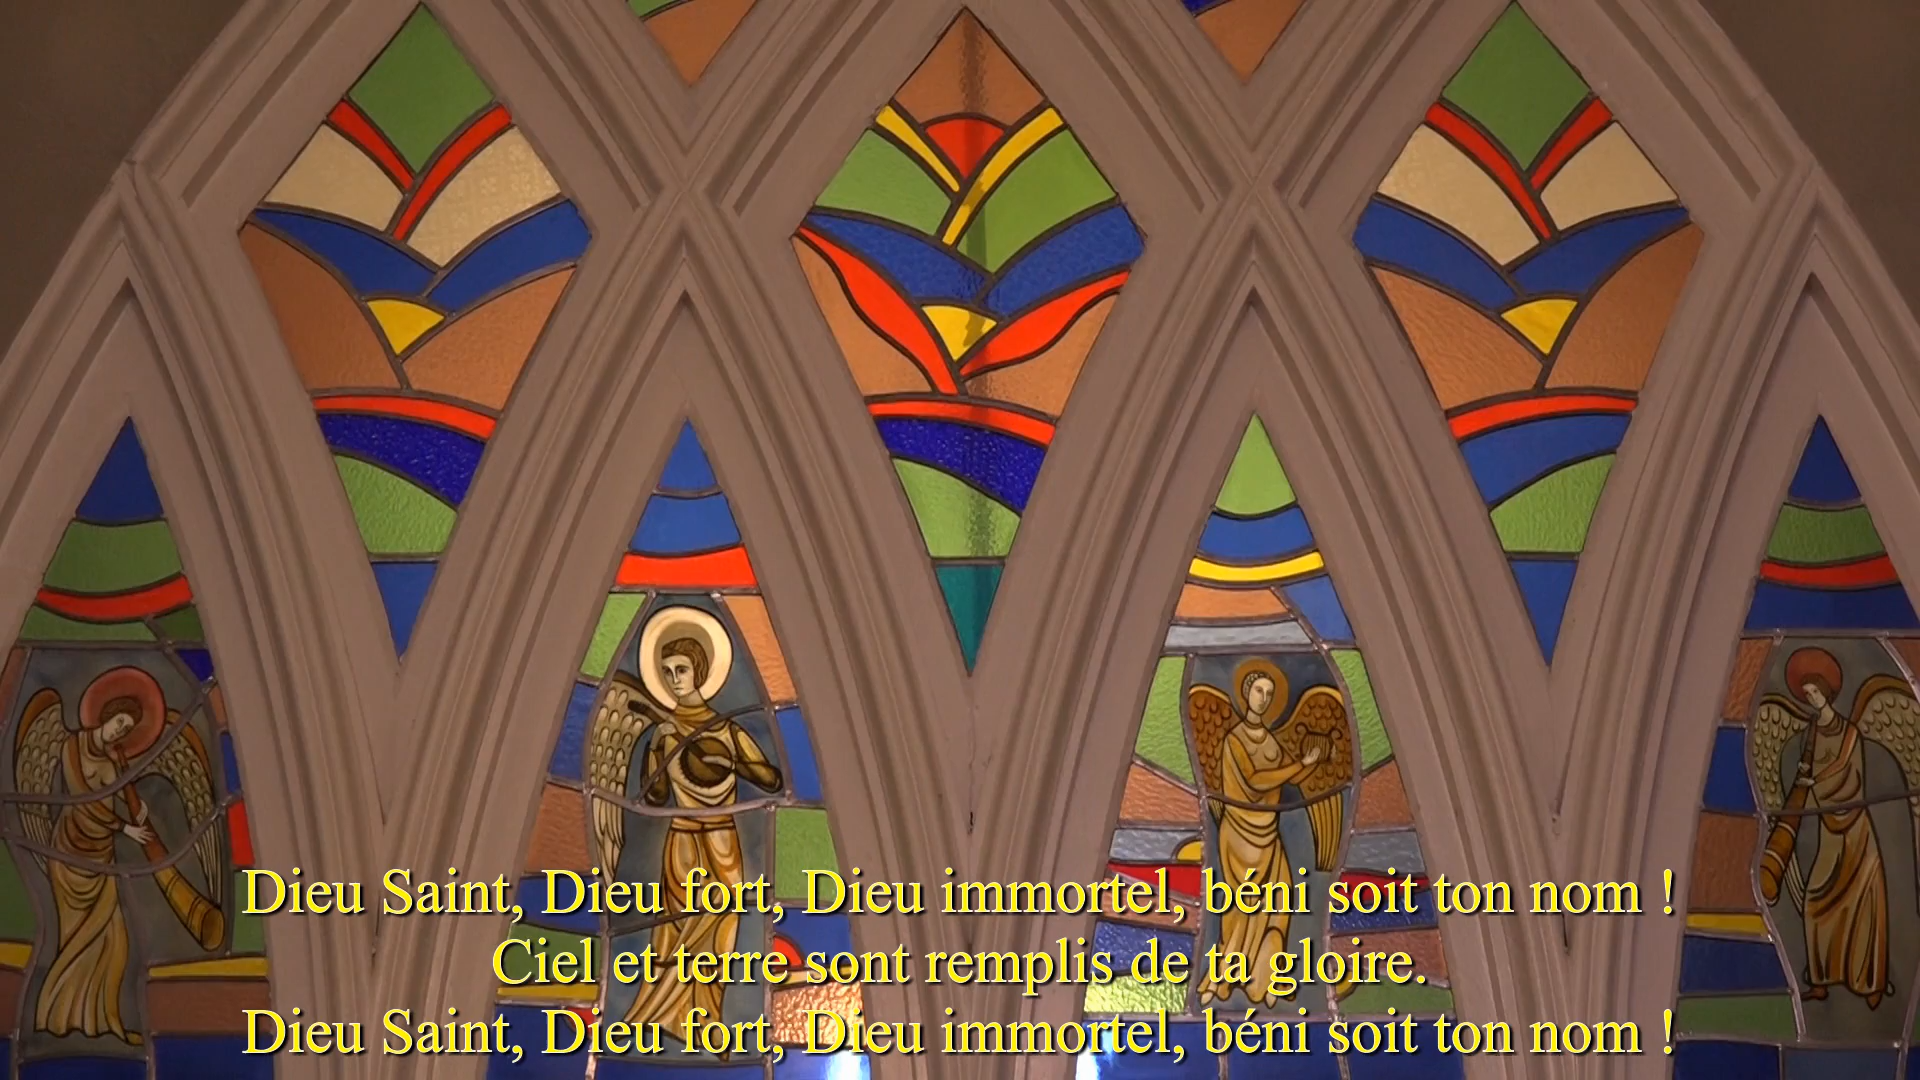 Dieu Saint, Dieu fort, Dieu immortel, béni soit ton nom !
Ciel et terre sont remplis de ta gloire.
Dieu Saint, Dieu fort, Dieu immortel, béni soit ton nom !